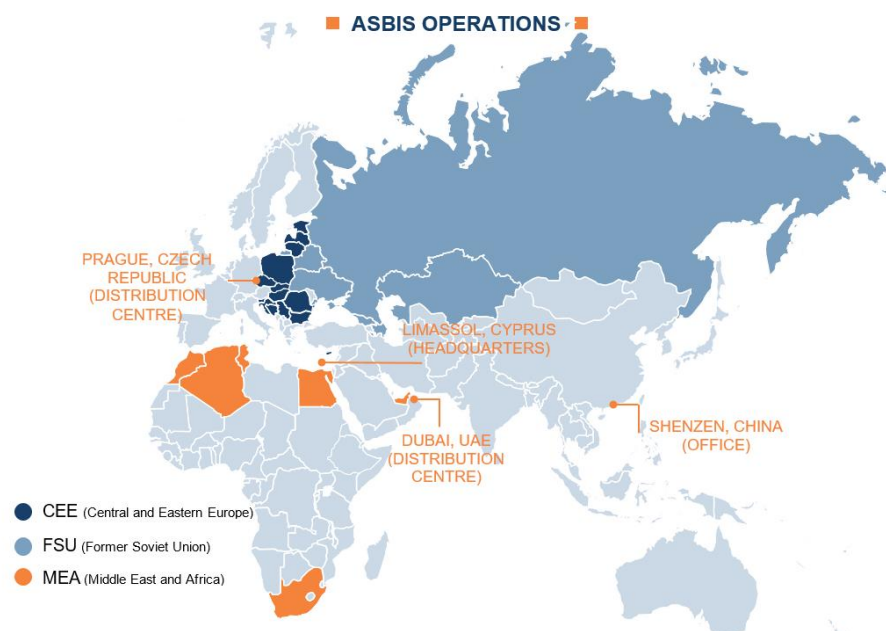 ASBIS OPERATIONS
PRAGUE, CZECH
REPUBLIC
(DISTRIBUTION
CENTRE)
LIMASSOL, CYPRUS
(HEADQUARTERS)
DUBAI, UAE
(DISTRIBUTION
CENTRE)
SHENZEN, CHINA
(OFFICE)
CEE (Central and Eastern Europe)
FSU (Former Soviet Union)
MEA (Middle East and Africa)